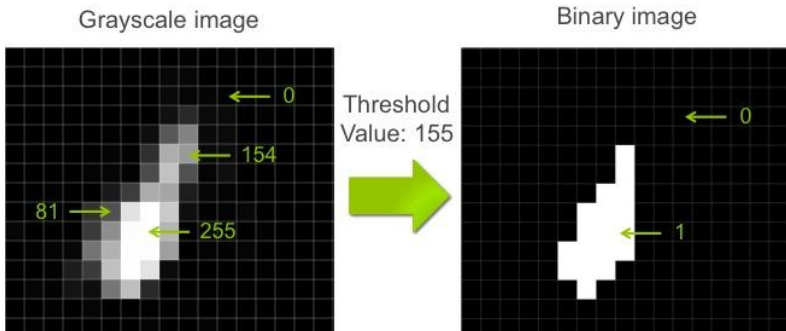 Grayscale image
Binary image
0
Threshold
Value: 155
0
154
81
255
1